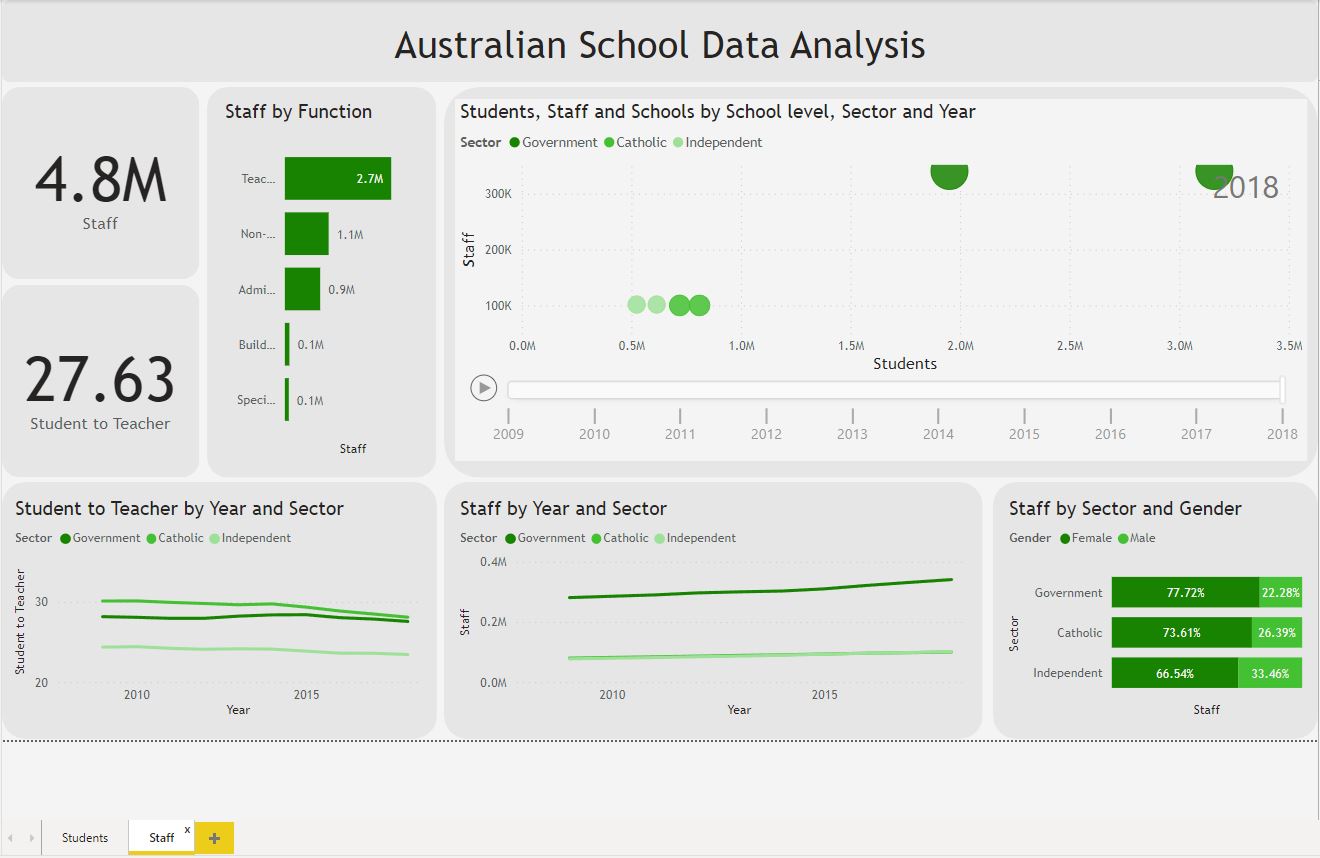 Australian School Data Analysis
4.8M
Staff
27.63
Student to Teacher
Staff by Function
Teac... 2.7M
Non-... 1.1M
Admi... 0.9M
Build... 0.1M
Speci... 0.1M
Staff
Students, Staff and Schools by School level, Sector and Year
Sector Government Catholic Independent
2018
300K
200K
100K
Staff
0.0M 0.5M 1.0M 1.5M 2.0M 2.5M 3.0M 3.5M
Students
2009 2010 2011 2012 2013 2014 2015 2016 2017 2018
Student to Teacher by Year and Sector
Sector Government Catholic Independent
Student to Teacher
30
20
2010 2015
Year
Staff by Year and Sector
Sector Government Catholic Independent
0.4M
0.2M
0.0M
Staff
2010 2015
Year
Staff by Sector and Gender
Gender Female Male
Sector
Government 77.72% 22.28%
Catholic 73.61% 26.39%
Independent 66.54% 33.46%
Staff
Students Staff x +